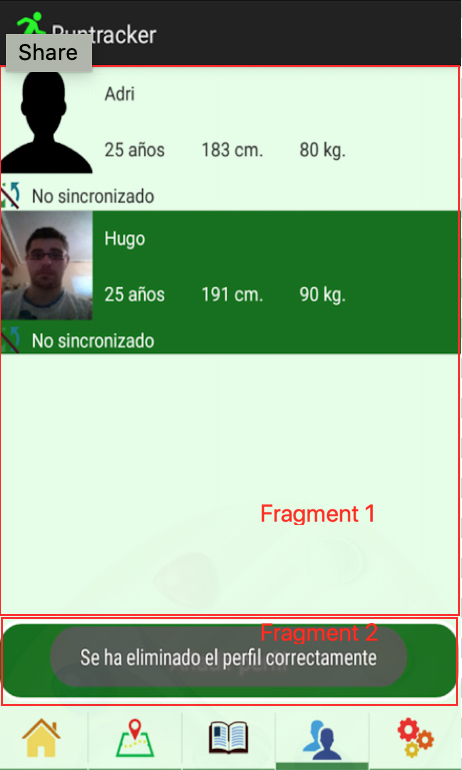 Runtracker
Share
Adri
25 años 183 cm. 80 kg.
No sincronizado
Hugo
25 años 191 cm. 90 kg.
No sincronizado
Fragment 1
Fragment 2
Se ha eliminado el perfil correctamente